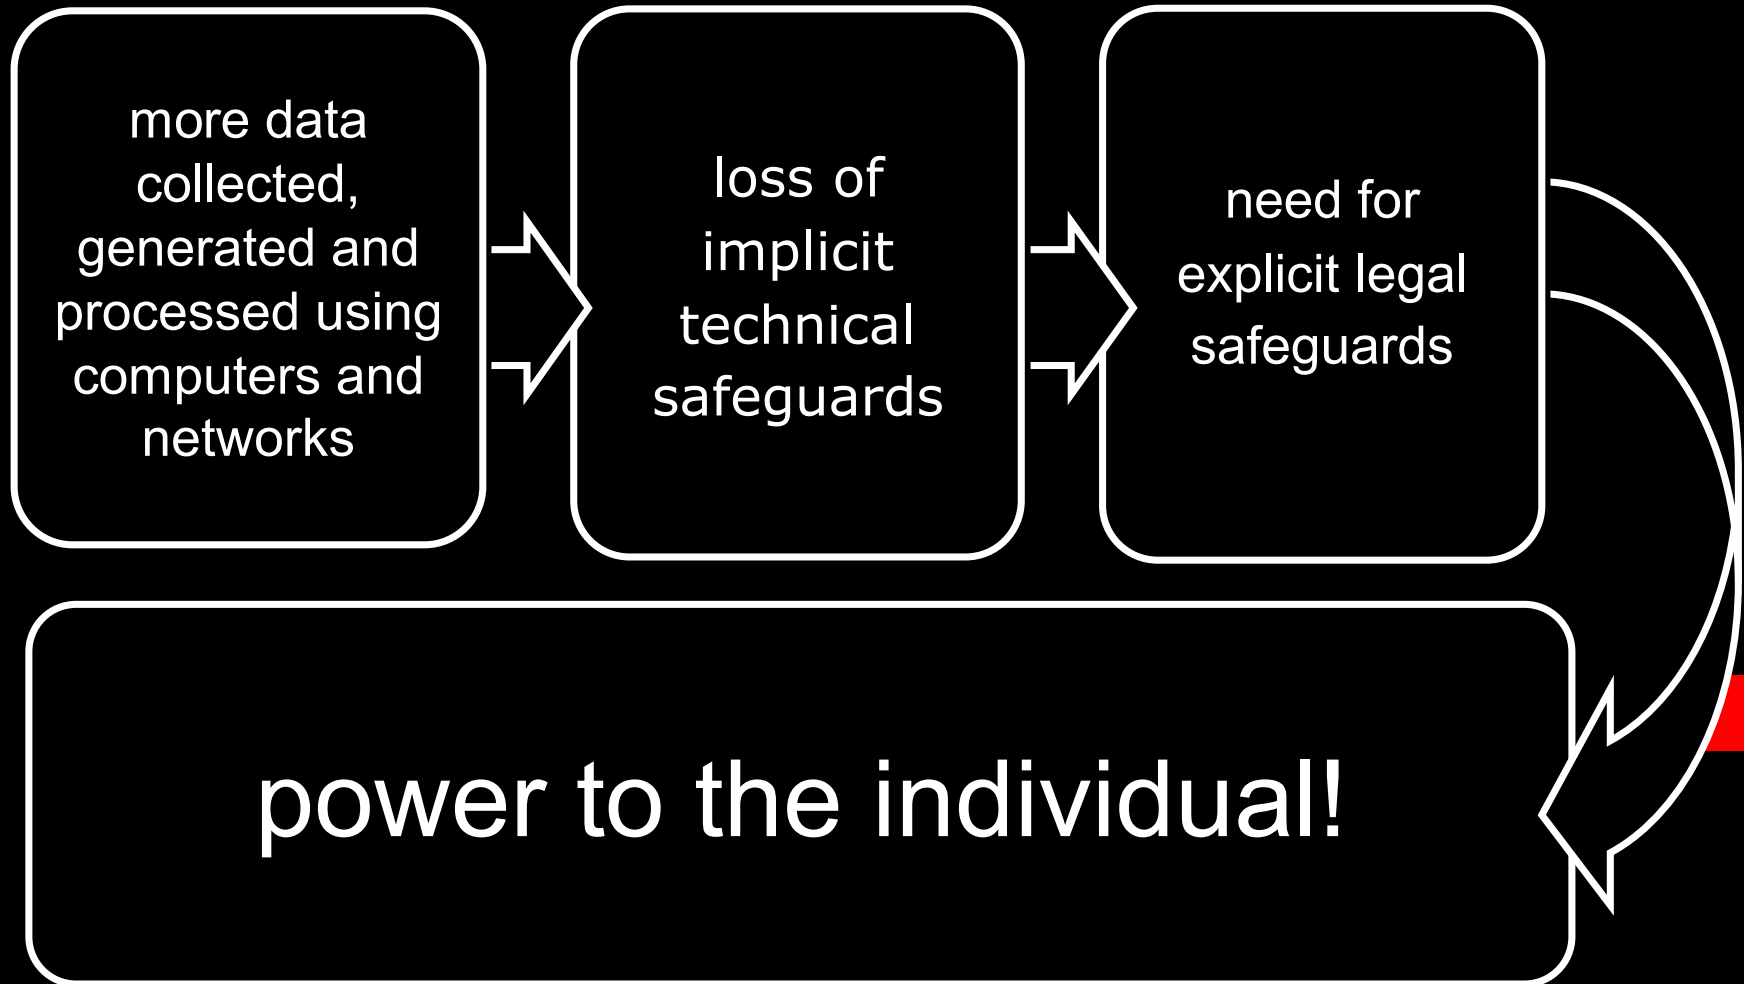 more data
collected,
generated and
processed using
computers and
networks
loss of
implicit
technical
safeguards
need for
explicit legal
safeguards
power to the individual!